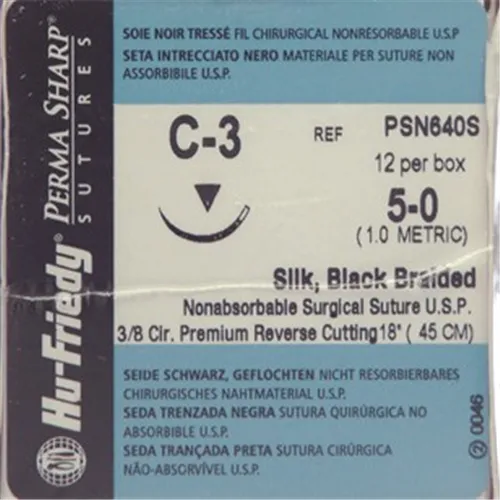 SOIE NOIR TRESSÉ FIL CHIRURGICAL NONRESORBABLE U.S.P
SETA INTRECCIATO NERO MATERIALE PER SUTURE NON
ASSORBIBILE U.S.P.
C-3
REF PSN640S
12 per box
5-0
(1.0 METRIC)
Silk, Black Braided
Nonabsorbable Surgical Suture U.S.P.
3/8 Cir. Premium Reverse Cutting 18" ( 45 CM)
SEIDE SCHWARZ, GEFLOCHTEN NICHT RESORBIERBARES
CHIRURGISCHES NAHTMATERIAL U.S.P.
SEDA TRENZADA NEGRA SUTURA QUIRÚRGICA NO
ABSORBIBLE U.S.P.
SEDA TRANÇADA PRETA SUTURA CIRÚRGICA
NÃO-ABSORVÍVEL U.S.P.
Hu-Friedy®
PERMA SHARP®
SUTURES
② 0046